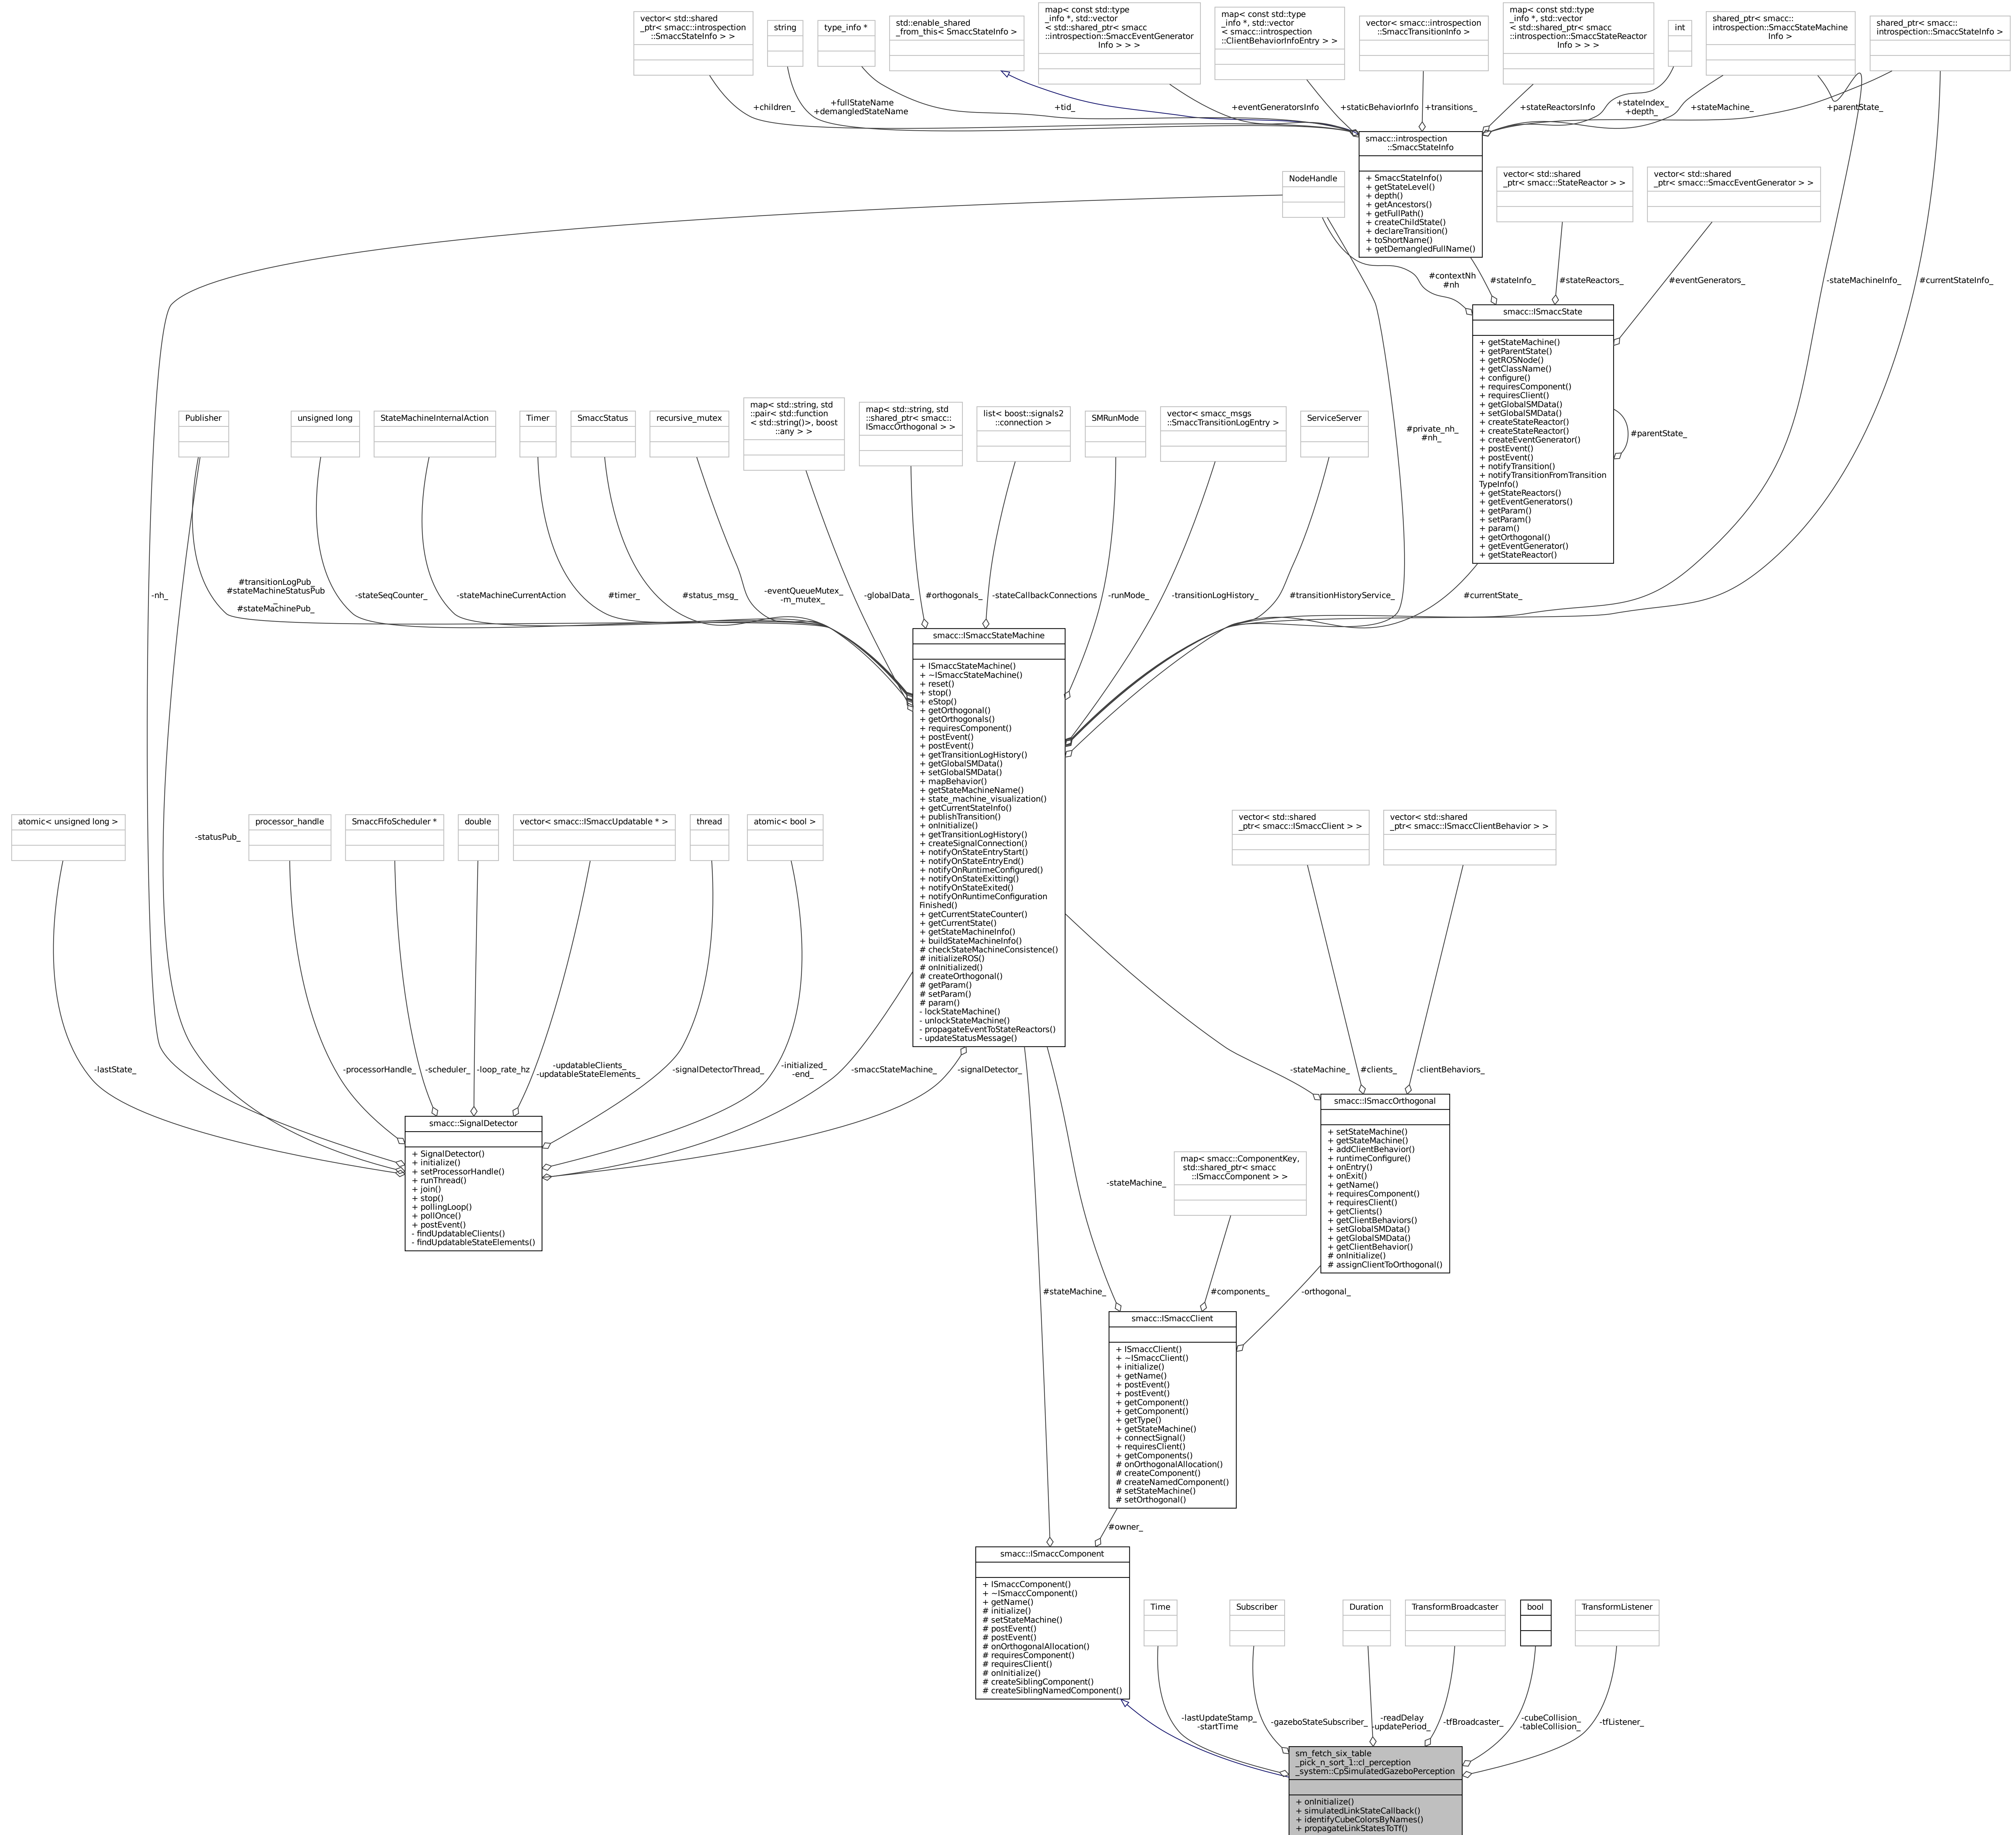 vector< std::shared
_ptr< smacc::introspection
::SmaccStateInfo > >
string
type_info *
std::enable_shared
_from_this< SmaccStateInfo >
map< const std::type
_info *, std::vector
< std::shared_ptr< smacc
::introspection::SmaccEventGenerator
Info > > >
map< const std::type
_info *, std::vector
< smacc::introspection
::ClientBehaviorInfoEntry > >
vector< smacc::introspection
::SmaccTransitionInfo >
map< const std::type
_info *, std::vector
< std::shared_ptr< smacc
::introspection::SmaccStateReactor
Info > > >
int
shared_ptr< smacc::
introspection::SmaccStateMachine
Info >
shared_ptr< smacc::
introspection::SmaccStateInfo >
+children_
+fullStateName
+demangledStateName
+tid_
+eventGeneratorsInfo
+staticBehaviorInfo
+transitions_
+stateReactorsInfo
+stateIndex_
+depth_
+stateMachine_
+parentState_
smacc::introspection
::SmaccStateInfo
+ SmaccStateInfo()
+ getStateLevel()
+ depth()
+ getAncestors()
+ getFullPath()
+ createChildState()
+ declareTransition()
+ toShortName()
+ getDemangledFullName()
NodeHandle
vector< std::shared
_ptr< smacc::StateReactor > >
vector< std::shared
_ptr< smacc::SmaccEventGenerator > >
#contextNh
#nh
#stateInfo_
#stateReactors_
#eventGenerators_
-stateMachineInfo_
#currentStateInfo_
smacc::ISmaccState
+ getStateMachine()
+ getParentState()
+ getROSNode()
+ getClassName()
+ configure()
+ requiresComponent()
+ requiresClient()
+ getGlobalSMData()
+ setGlobalSMData()
+ createStateReactor()
+ createStateReactor()
+ createEventGenerator()
+ postEvent()
+ postEvent()
+ notifyTransition()
+ notifyTransitionFromTransition
TypeInfo()
+ getStateReactors()
+ getEventGenerators()
+ getParam()
+ setParam()
+ param()
+ getOrthogonal()
+ getEventGenerator()
+ getStateReactor()
#parentState_
Publisher
unsigned long
StateMachineInternalAction
Timer
SmaccStatus
recursive_mutex
map< std::string, std
::pair< std::function
< std::string()>, boost
::any > >
map< std::string, std
::shared_ptr< smacc::
ISmaccOrthogonal > >
list< boost::signals2
::connection >
SMRunMode
vector< smacc_msgs
::SmaccTransitionLogEntry >
ServiceServer
#private_nh_
#nh_
-nh_
#transitionLogPub_
#stateMachineStatusPub
_
#stateMachinePub_
-stateSeqCounter_
-stateMachineCurrentAction
#timer_
#status_msg_
-eventQueueMutex_
-m_mutex_
-globalData_
#orthogonals_
-stateCallbackConnections
-runMode_
-transitionLogHistory_
#transitionHistoryService_
#currentState_
smacc::ISmaccStateMachine
+ ISmaccStateMachine()
+ ~ISmaccStateMachine()
+ reset()
+ stop()
+ eStop()
+ getOrthogonal()
+ getOrthogonals()
+ requiresComponent()
+ postEvent()
+ postEvent()
+ getTransitionLogHistory()
+ getGlobalSMData()
+ setGlobalSMData()
+ mapBehavior()
+ getStateMachineName()
+ state_machine_visualization()
+ getCurrentStateInfo()
+ publishTransition()
+ onInitialize()
+ getTransitionLogHistory()
+ createSignalConnection()
+ notifyOnStateEntryStart()
+ notifyOnStateEntryEnd()
+ notifyOnRuntimeConfigured()
+ notifyOnStateExitting()
+ notifyOnStateExited()
+ notifyOnRuntimeConfiguration
Finished()
+ getCurrentStateCounter()
+ getCurrentState()
+ getStateMachineInfo()
+ buildStateMachineInfo()
# checkStateMachineConsistence()
# initializeROS()
# onInitialized()
# createOrthogonal()
# getParam()
# setParam()
# param()
- lockStateMachine()
- unlockStateMachine()
- propagateEventToStateReactors()
- updateStatusMessage()
atomic< unsigned long >
-statusPub_
processor_handle
SmaccFifoScheduler *
double
vector< smacc::ISmaccUpdatable * >
thread
atomic< bool >
vector< std::shared
_ptr< smacc::ISmaccClient > >
vector< std::shared
_ptr< smacc::ISmaccClientBehavior > >
-lastState_
-processorHandle_
-scheduler_
-loop_rate_hz
-updatableClients_
-updatableStateElements_
-signalDetectorThread_
-initialized_
-end_
-smaccStateMachine_
-signalDetector_
-stateMachine_
#clients_
-clientBehaviors_
smacc::SignalDetector
+ SignalDetector()
+ initialize()
+ setProcessorHandle()
+ runThread()
+ join()
+ stop()
+ pollingLoop()
+ pollOnce()
+ postEvent()
- findUpdatableClients()
- findUpdatableStateElements()
smacc::ISmaccOrthogonal
+ setStateMachine()
+ getStateMachine()
+ addClientBehavior()
+ runtimeConfigure()
+ onEntry()
+ onExit()
+ getName()
+ requiresComponent()
+ requiresClient()
+ getClients()
+ getClientBehaviors()
+ setGlobalSMData()
+ getGlobalSMData()
+ getClientBehavior()
# onInitialize()
# assignClientToOrthogonal()
map< smacc::ComponentKey,
std::shared_ptr< smacc
::ISmaccComponent > >
-stateMachine_
#stateMachine_
#components_
-orthogonal_
smacc::ISmaccClient
+ ISmaccClient()
+ ~ISmaccClient()
+ initialize()
+ getName()
+ postEvent()
+ postEvent()
+ getComponent()
+ getComponent()
+ getType()
+ getStateMachine()
+ connectSignal()
+ requiresClient()
+ getComponents()
# onOrthogonalAllocation()
# createComponent()
# createNamedComponent()
# setStateMachine()
# setOrthogonal()
#owner_
smacc::ISmaccComponent
+ ISmaccComponent()
+ ~ISmaccComponent()
+ getName()
# initialize()
# setStateMachine()
# postEvent()
# postEvent()
# onOrthogonalAllocation()
# requiresComponent()
# requiresClient()
# onInitialize()
# createSiblingComponent()
# createSiblingNamedComponent()
Time
Subscriber
Duration
TransformBroadcaster
bool
TransformListener
-lastUpdateStamp_
-startTime
-gazeboStateSubscriber_
-readDelay
-updatePeriod_
-tfBroadcaster_
-cubeCollision_
-tableCollision_
-tfListener_
sm_fetch_six_table
_pick_n_sort_1::cl_perception
_system::CpSimulatedGazeboPerception
+ onInitialize()
+ simulatedLinkStateCallback()
+ identifyCubeColorsByNames()
+ propagateLinkStatesToTf()